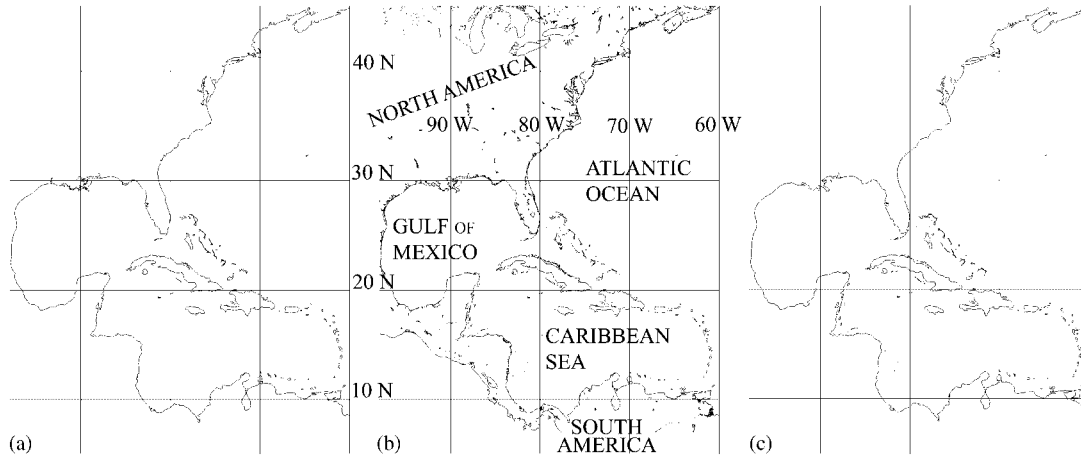 40 N
NORTH AMERICA
90 W 80 W 70 W 60 W
30 N
ATLANTIC
OCEAN
GULF OF
MEXICO
20 N
CARIBBEAN
SEA
10 N
SOUTH
AMERICA
(a) (b) (c)